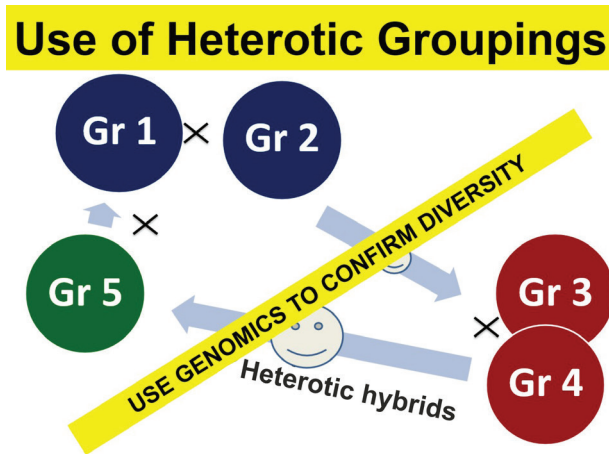 Use of Heterotic Groupings
Gr 1
Gr 2
USE GENOMICS TO CONFIRM DIVERSITY
Gr 5
Gr 3
Gr 4
Heterotic hybrids